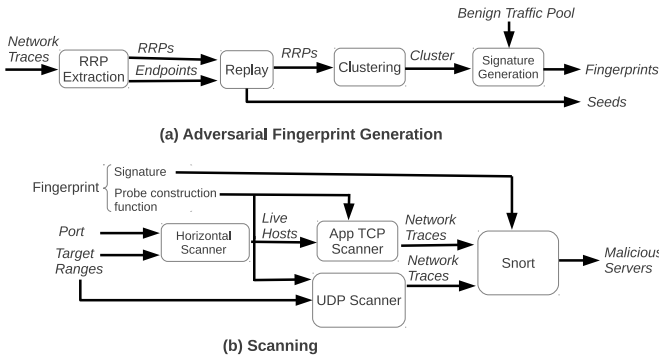 Benign Traffic Pool
Network
Traces
RRP
Extraction
RRPs
Endpoints
Replay
RRPs
Clustering
Cluster
Signature
Generation
Fingerprints
Seeds
(a) Adversarial Fingerprint Generation
Fingerprint
Signature
Probe construction
function
Port
Target
Ranges
Horizontal
Scanner
Live
Hosts
App TCP
Scanner
Network
Traces
UDP Scanner
Network
Traces
Snort
Malicious
Servers
(b) Scanning